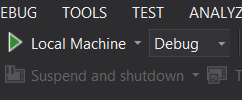 EBUG TOOLS TEST ANALYZ
Local Machine Debug
Suspend and shutdown T